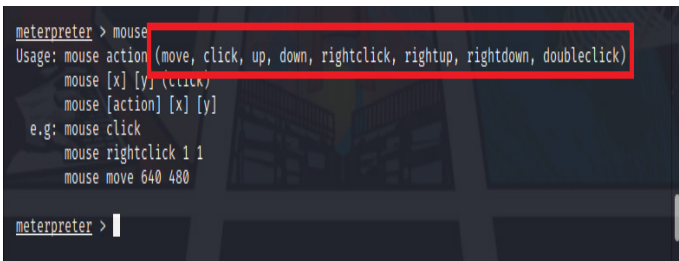 meterpreter > mouse
Usage: mouse action (move, click, up, down, rightclick, rightup, rightdown, doubleclick)
mouse [x] [y] (click)
mouse [action] [x] [y]
e.g: mouse click
mouse rightclick 1 1
mouse move 640 480
meterpreter >